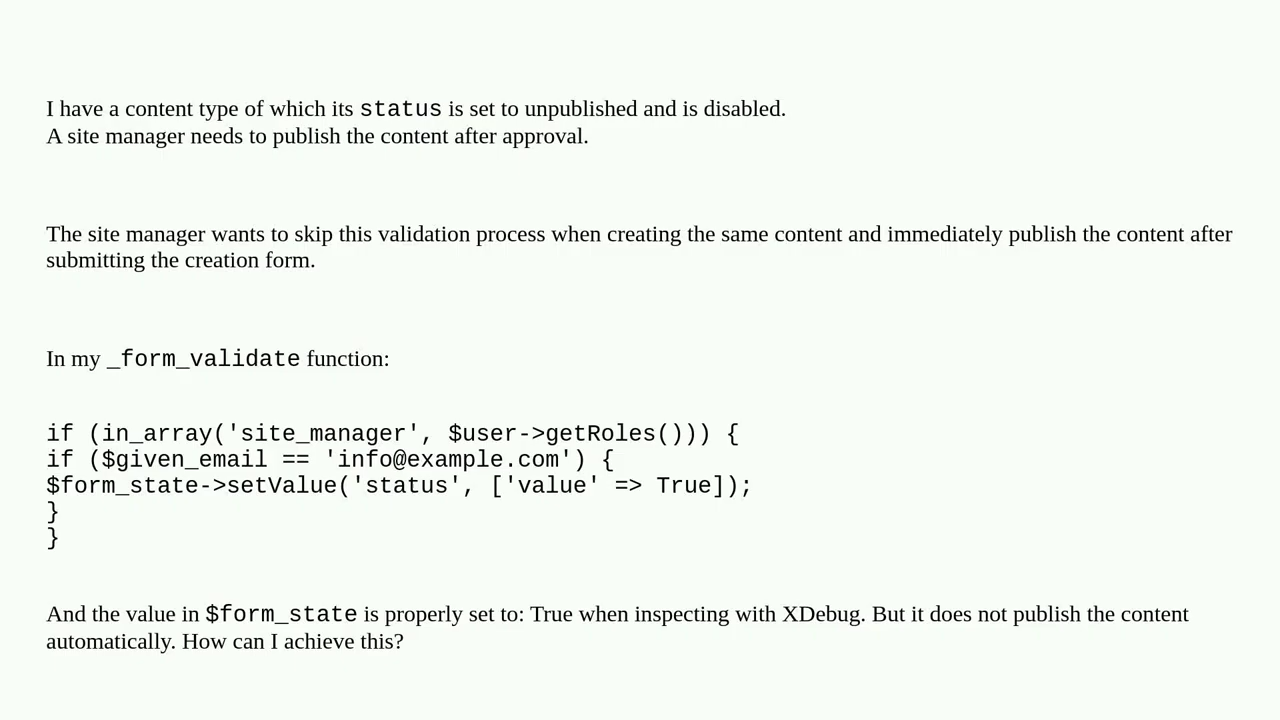 I have a content type of which its status is set to unpublished and is disabled.
A site manager needs to publish the content after approval.
The site manager wants to skip this validation process when creating the same content and immediately publish the content after
submitting the creation form.
In my _form_validate function:
if (in_array('site_manager', $user->getRoles())) {
if ($given_email == 'info@example.com') {
$form_state->setValue('status', ['value' => True]);
}
}
And the value in $form_state is properly set to: True when inspecting with XDebug. But it does not publish the content
automatically. How can I achieve this?